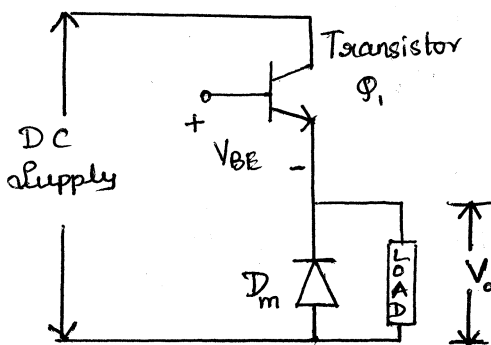 Transistor
Q₁
DC
Supply
+
VBE
-
Dm
LOAD
Vo